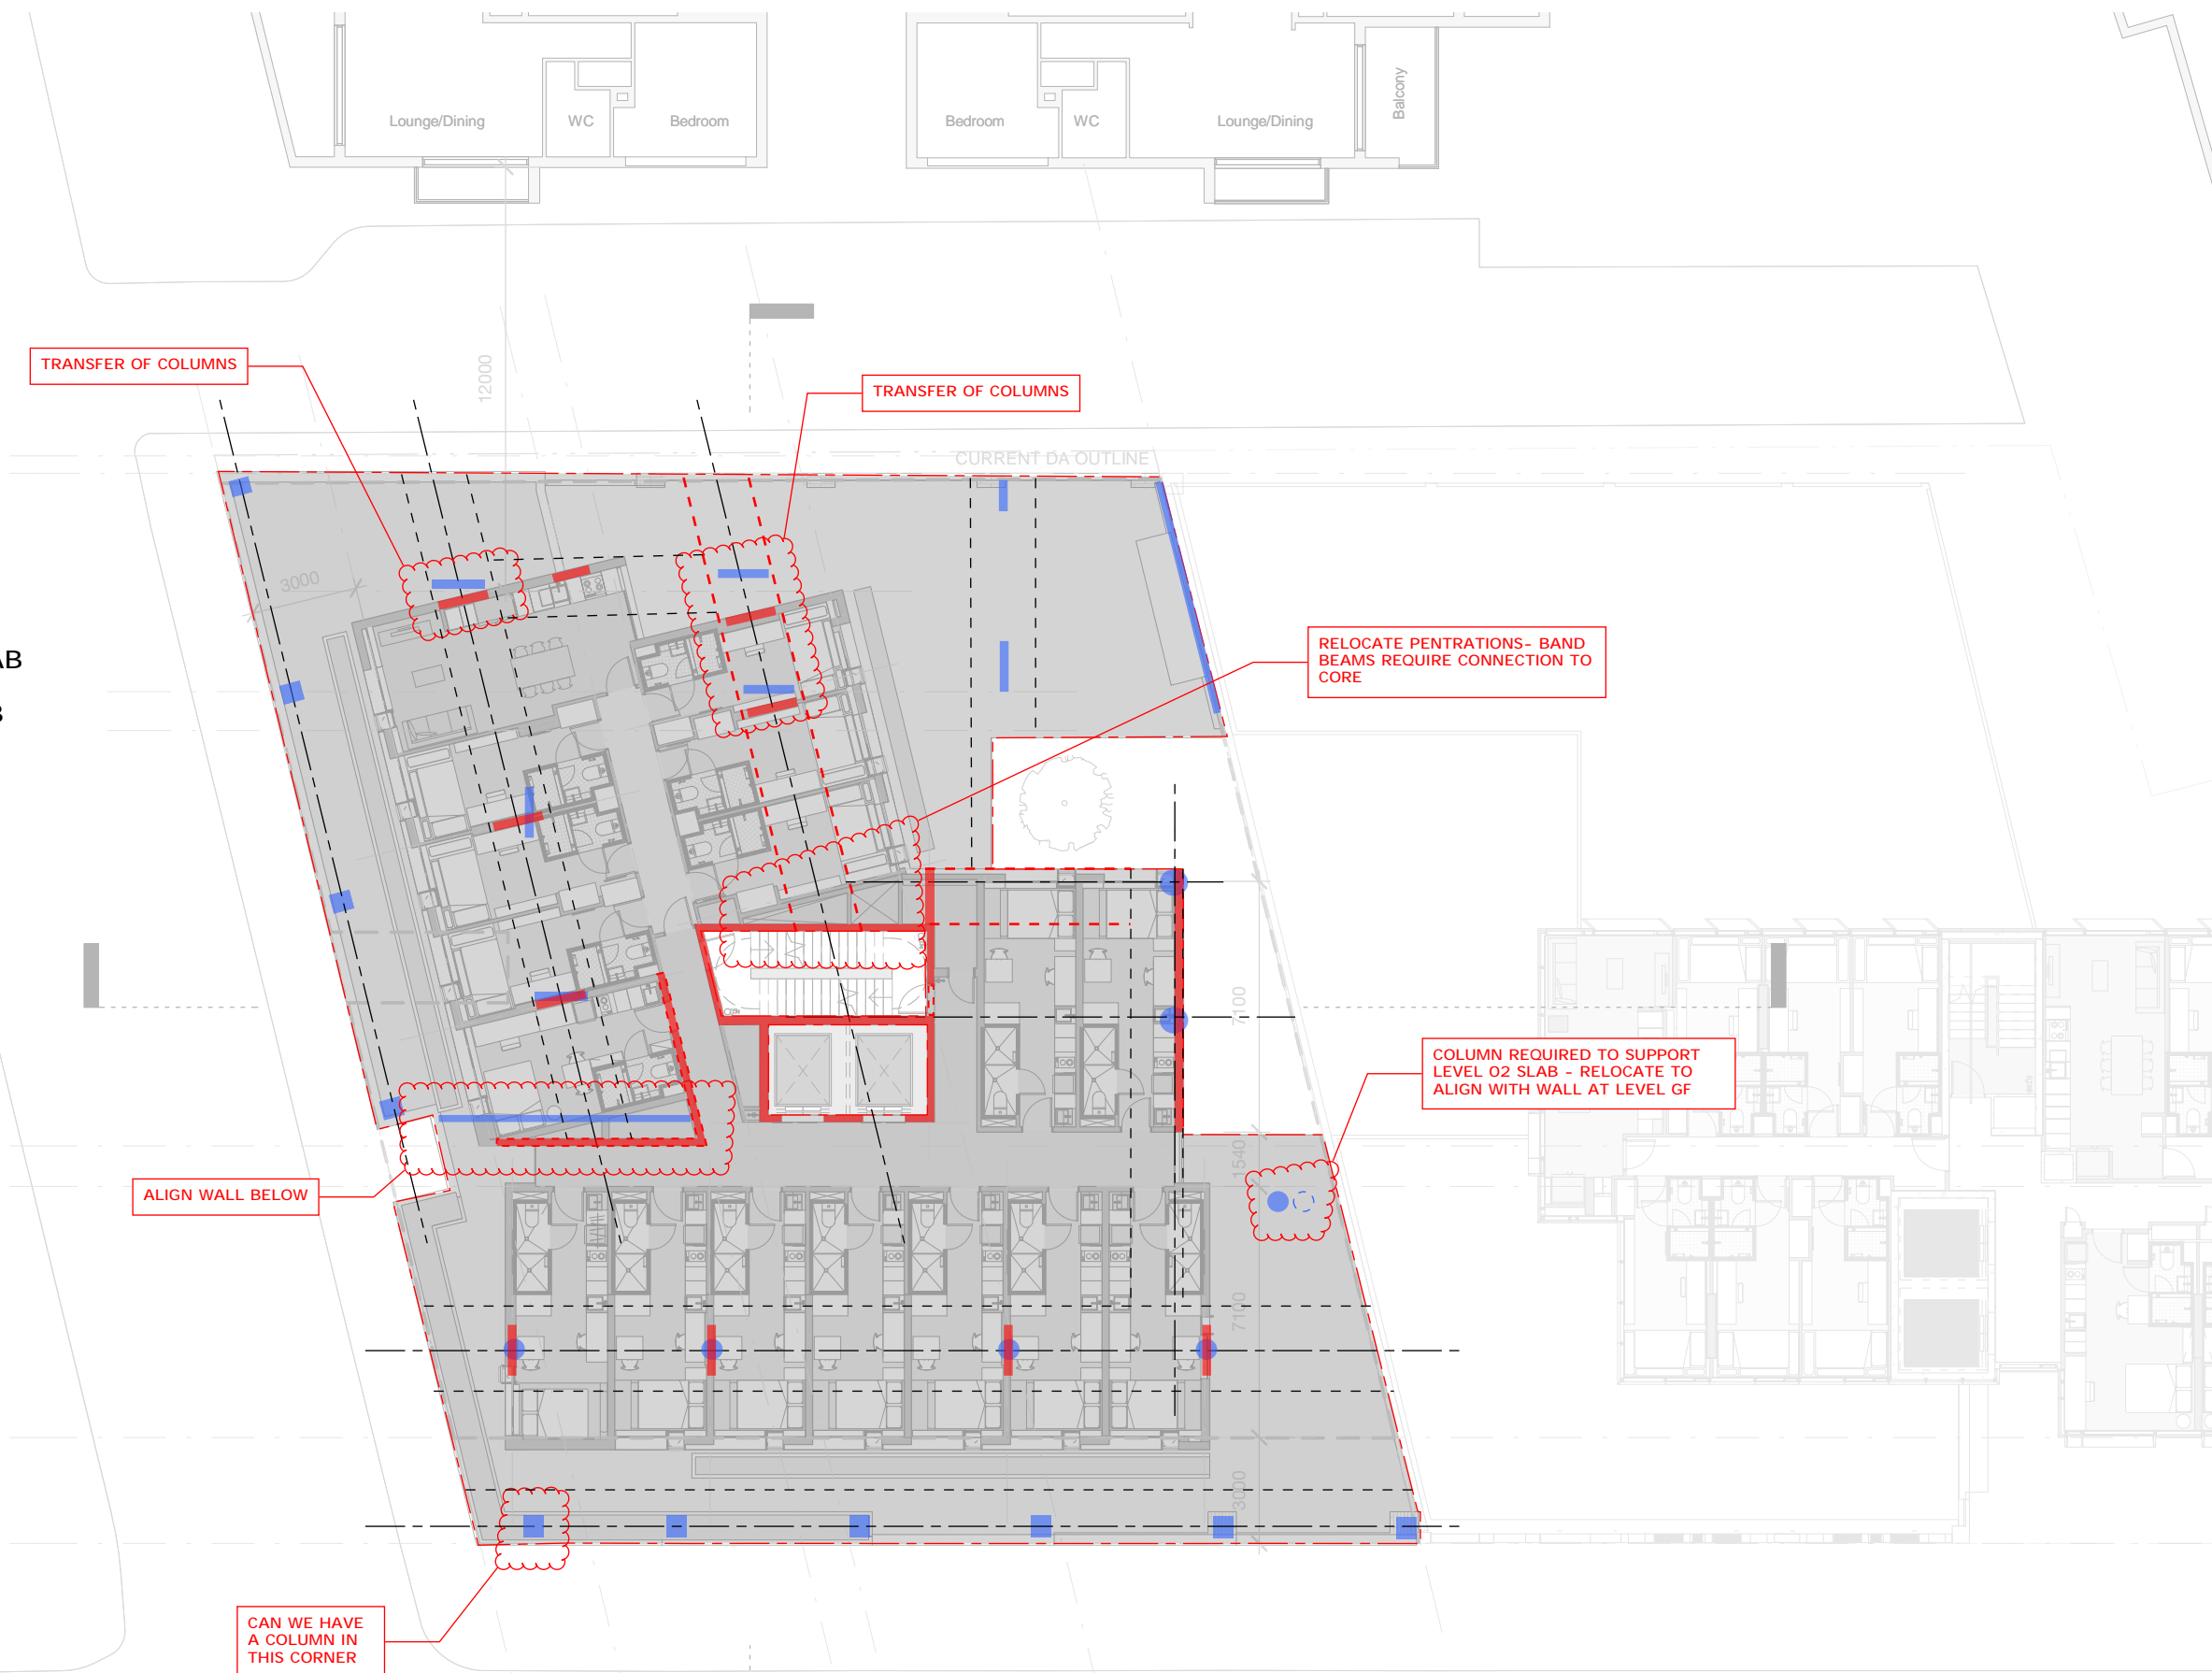 Lounge/Dining
WC
Bedroom
Bedroom
WC
Lounge/Dining
Balcony
TRANSFER OF COLUMNS
12000
TRANSFER OF COLUMNS
CURRENT DA OUTLINE
3000
RELOCATE PENTRATIONS- BAND
BEAMS REQUIRE CONNECTION TO
CORE
AB
B
7100
COLUMN REQUIRED TO SUPPORT
LEVEL 02 SLAB - RELOCATE TO
ALIGN WITH WALL AT LEVEL GF
1540
ALIGN WALL BELOW
7100
3000
CAN WE HAVE
A COLUMN IN
THIS CORNER